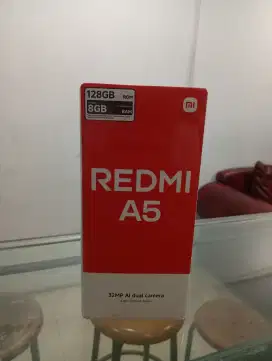 128GB ROM
8GB RAM
mi
REDMI
A5
32MP AI dual camera